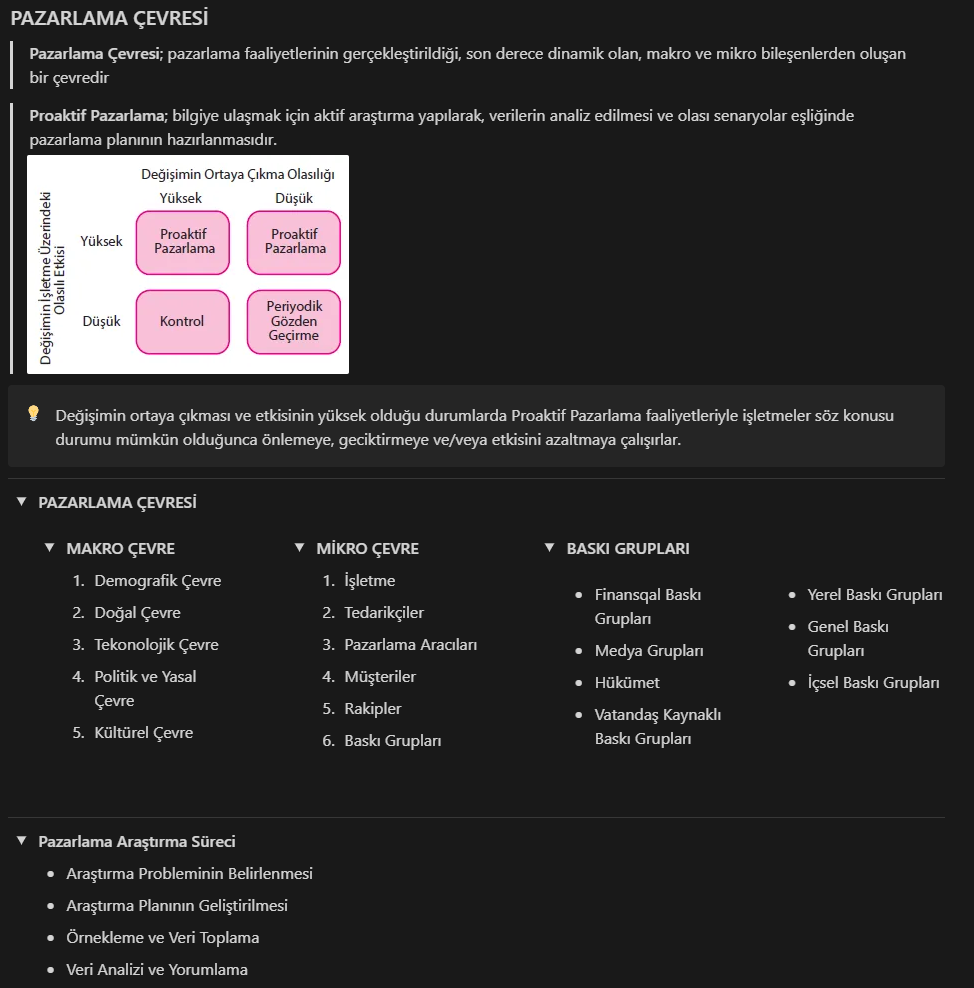 PAZARLAMA ÇEVRESİ
Pazarlama Çevresi; pazarlama faaliyetlerinin gerçekleştirildiği, son derece dinamik olan, makro ve mikro bileşenlerden oluşan
bir çevredir
Proaktif Pazarlama; bilgiye ulaşmak için aktif araştırma yapılarak, verilerin analiz edilmesi ve olası senaryolar eşliğinde
pazarlama planının hazırlanmasıdır.
Değişimin Ortaya Çıkma Olasılığı
Yüksek
Düşük
Değişimin İşletme Üzerindeki
Olasılı Etkisi
Yüksek
Proaktif
Pazarlama
Proaktif
Pazarlama
Düşük
Kontrol
Periyodik
Gözden
Geçirme
Değişimin ortaya çıkması ve etkisinin yüksek olduğu durumlarda Proaktif Pazarlama faaliyetleriyle işletmeler söz konusu
durumu mümkün olduğunca önlemeye, geciktirmeye ve/veya etkisini azaltmaya çalışırlar.
PAZARLAMA ÇEVRESİ
MAKRO ÇEVRE
1. Demografik Çevre
2. Doğal Çevre
3. Tekonolojik Çevre
4. Politik ve Yasal
Çevre
5. Kültürel Çevre
MİKRO ÇEVRE
1. İşletme
2. Tedarikçiler
3. Pazarlama Aracıları
4. Müşteriler
5. Rakipler
6. Baskı Grupları
BASKI GRUPLARI
• Finansqal Baskı
Grupları
• Medya Grupları
• Hükümet
• Vatandaş Kaynaklı
Baskı Grupları
• Yerel Baskı Grupları
• Genel Baskı
Grupları
• İçsel Baskı Grupları
Pazarlama Araştırma Süreci
• Araştırma Probleminin Belirlenmesi
• Araştırma Planının Geliştirilmesi
• Örnekleme ve Veri Toplama
• Veri Analizi ve Yorumlama